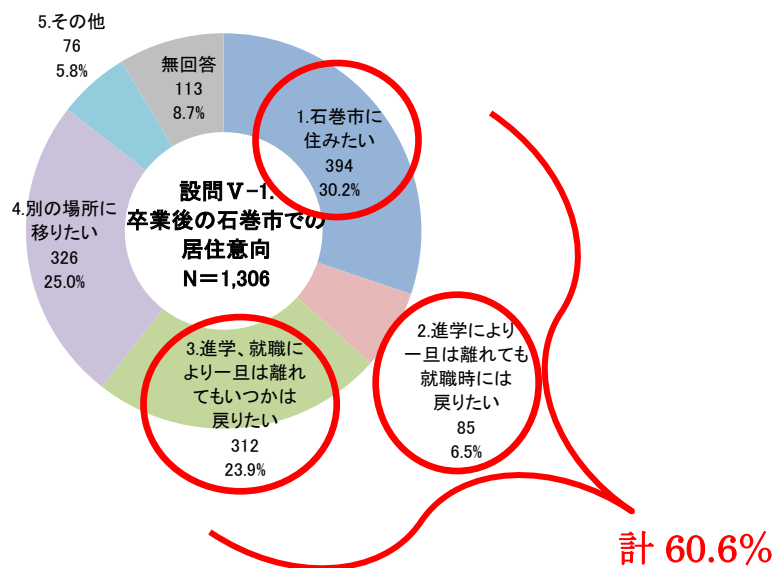 5.その他
76
5.8%
無回答
113
8.7%
1.石巻市に
住みたい
394
30.2%
設問Ⅴ-1.
卒業後の石巻市での
居住意向
N＝1,306
4.別の場所に
移りたい
326
25.0%
2.進学により
一旦は離れても
就職時には
戻りたい
85
6.5%
3.進学、就職に
より一旦は離れ
てもいつかは
戻りたい
312
23.9%
計 60.6%